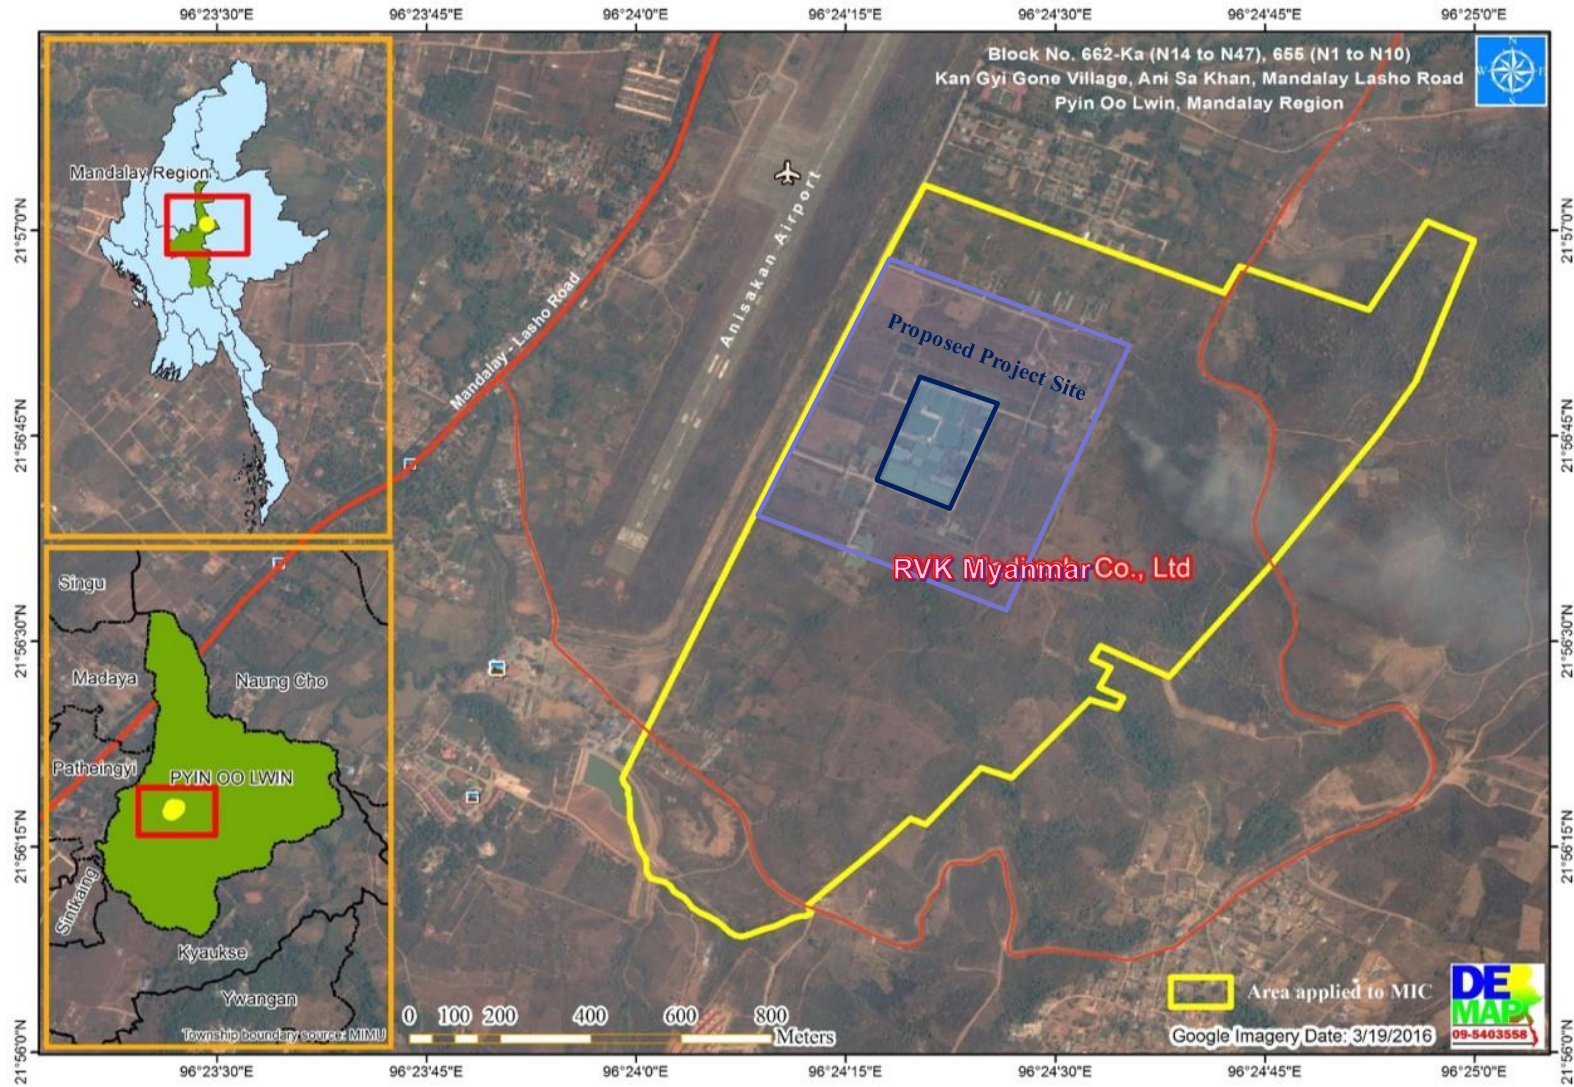 96°23'30"E 96°23'45"E 96°24'0"E 96°24'15"E 96°24'30"E 96°24'45"E 96°25'0"E
Block No. 662-Ka (N14 to N47), 655 (N1 to N10)
Kan Gyi Gone Village, Ani Sa Khan, Mandalay Lasho Road
Pyin Oo Lwin, Mandalay Region
N
W E
S
Mandalay Region
21°57'0"N
21°57'0"N
Anisakan Airport
Mandalay - Lasho Road
Proposed Project Site
21°56'45"N
21°56'45"N
RVK Myanmar Co., Ltd
Singu
21°56'30"N
21°56'30"N
Madaya
Naung Cho
Patheingyi
PYIN OO LWIN
21°56'15"N
21°56'15"N
Sintkaing
Kyaukse
Ywangan
Township boundary source: MIMU
0 100 200 400 600 800
Meters
Area applied to MIC
Google Imagery Date: 3/19/2016
DE
MAP
09-5403558
21°56'0"N
21°56'0"N
96°23'30"E 96°23'45"E 96°24'0"E 96°24'15"E 96°24'30"E 96°24'45"E 96°25'0"E